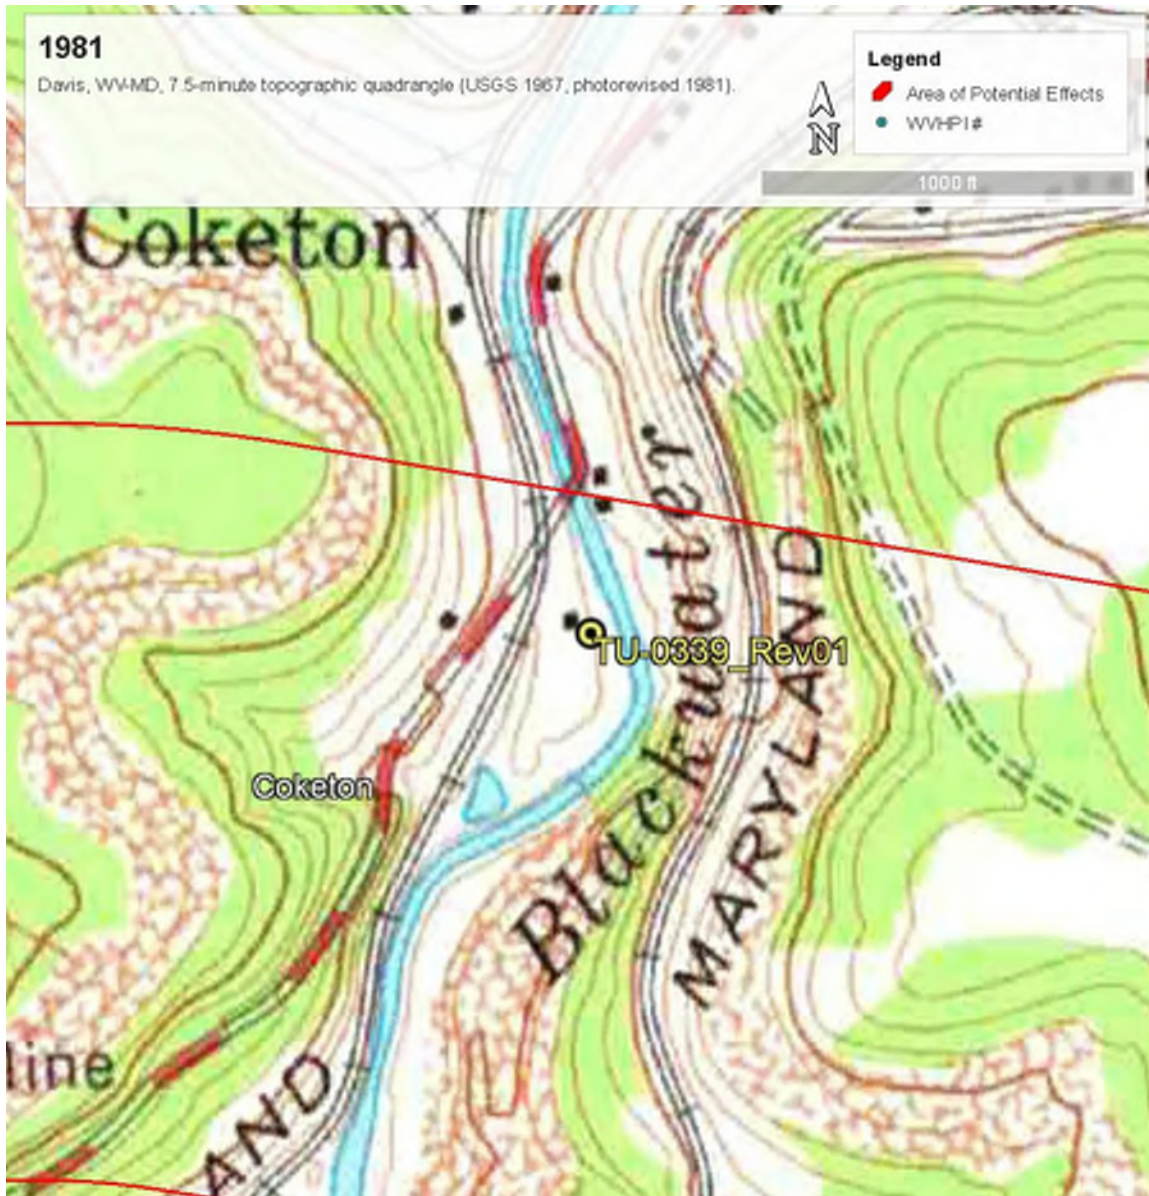 1981
Davis, WV-MD, 7.5-minute topographic quadrangle (USGS 1967, photorevised 1981).
Legend
Area of Potential Effects
WVHPI #
N
1000 ft
Coketon
Blackwater
MARYLAND
TU-0339_Rev01
Coketon
line
AND